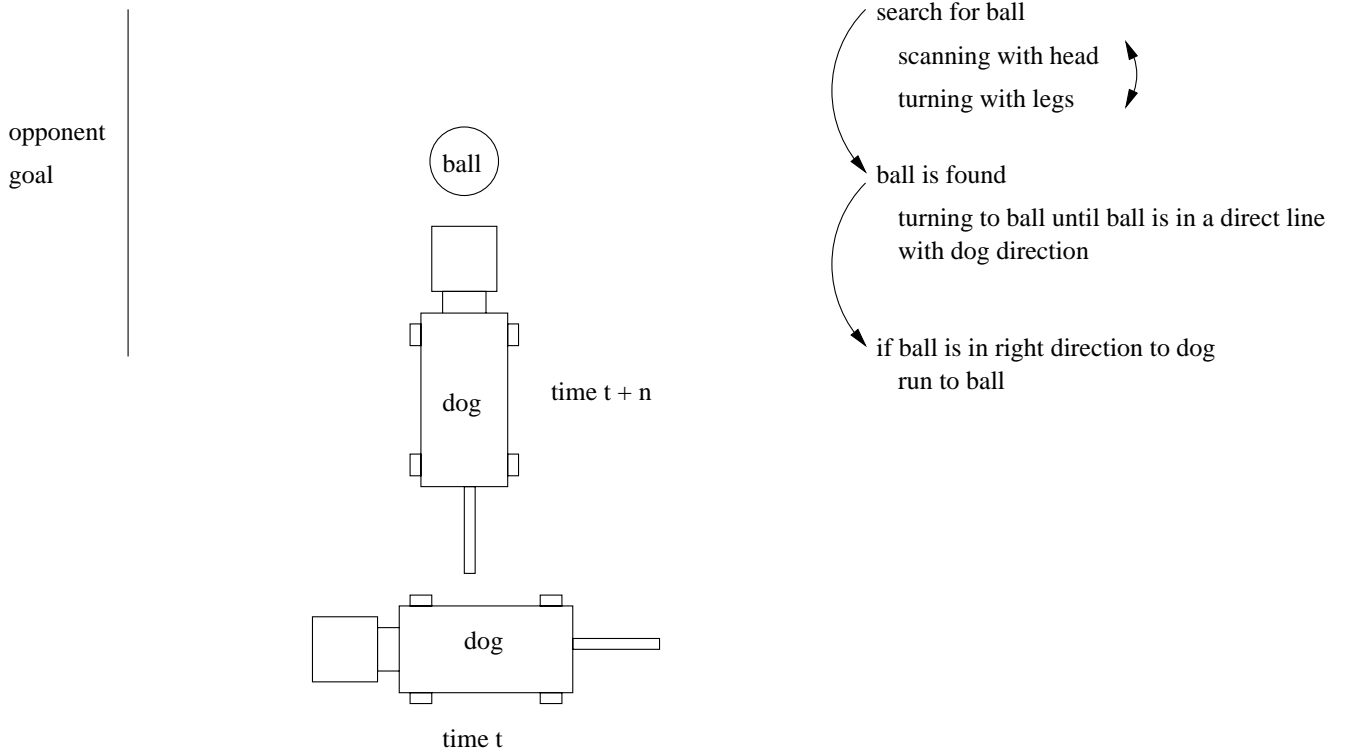 opponent
goal
ball
dog
time t + n
dog
time t
search for ball
scanning with head
turning with legs
ball is found
turning to ball until ball is in a direct line
with dog direction
if ball is in right direction to dog
run to ball